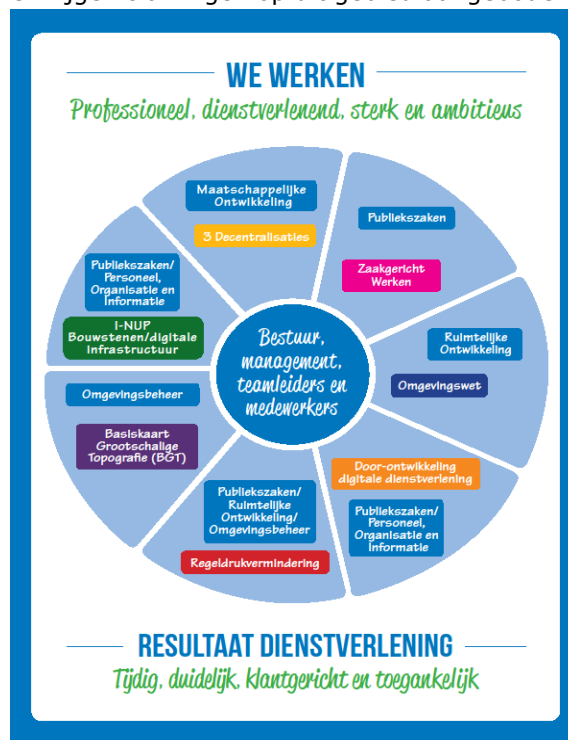 WE WERKEN
Professioneel, dienstverlenend, sterk en ambitieus
Maatschappelijke
Ontwikkeling
3 Decentralisaties
Publiekszaken
Zaakgericht
Werken
Ruimtelijke
Ontwikkeling
Omgevingswet
Door-ontwikkeling
digitale dienstverlening
Publiekszaken/
Personeel,
Organisatie en
Informatie
Publiekszaken/
Ruimtelijke
Ontwikkeling/
Omgevingsbeheer
Regeldrukvermindering
Omgevingsbeheer
Basiskaart
Grootschalige
Topografie (BGT)
Publiekszaken/
Personeel,
Organisatie en
Informatie
I-NUP
Bouwstenen/digitale
Infrastructuur
Bestuur,
management,
teamleiders en
medewerkers
RESULTAAT DIENSTVERLENING
Tijdig, duidelijk, klantgericht en toegankelijk